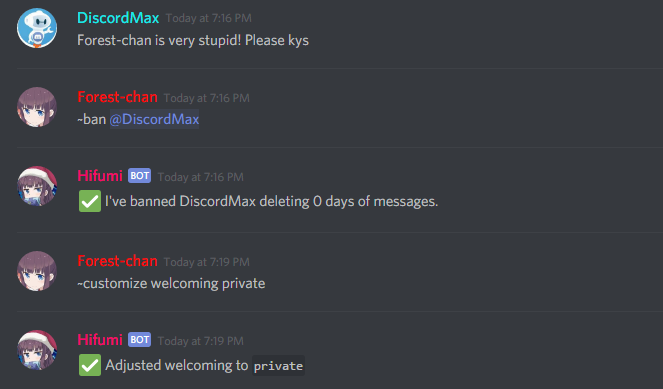 DiscordMax Today at 7:16 PM
Forest-chan is very stupid! Please kys
Forest-chan Today at 7:16 PM
~ban @DiscordMax
Hifumi BOT Today at 7:16 PM
I've banned DiscordMax deleting 0 days of messages.
Forest-chan Today at 7:19 PM
~customize welcoming private
Hifumi BOT Today at 7:19 PM
Adjusted welcoming to private